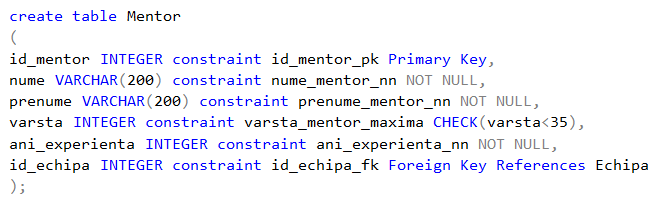 create table Mentor
(
id_mentor INTEGER constraint id_mentor_pk Primary Key,
nume VARCHAR(200) constraint nume_mentor_nn NOT NULL,
prenume VARCHAR(200) constraint prenume_mentor_nn NOT NULL,
varsta INTEGER constraint varsta_mentor_maxima CHECK(varsta<35),
ani_experienta INTEGER constraint ani_experienta_nn NOT NULL,
id_echipa INTEGER constraint id_echipa_fk Foreign Key References Echipa
);